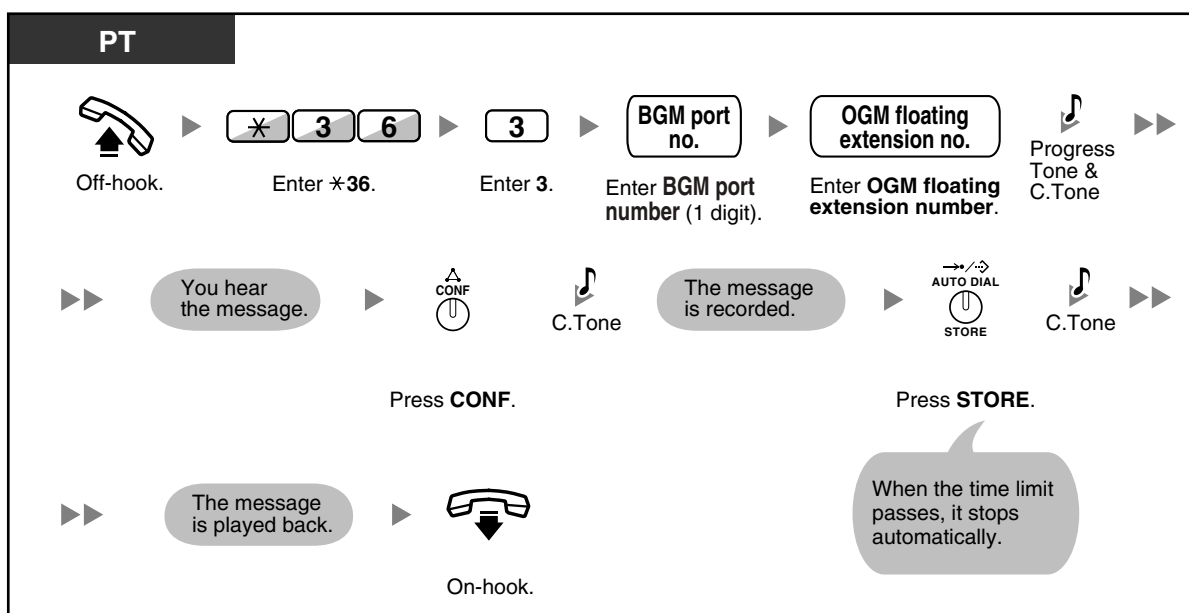 PT
✳ 3 6
3
BGM port
no.
OGM floating
extension no.
Off-hook.
Enter ✳36.
Enter 3.
Enter BGM port
number (1 digit).
Enter OGM floating
extension number.
Progress
Tone &
C.Tone
You hear
the message.
CONF
C.Tone
The message
is recorded.
AUTO DIAL
STORE
C.Tone
Press CONF.
Press STORE.
When the time limit
passes, it stops
automatically.
The message
is played back.
On-hook.